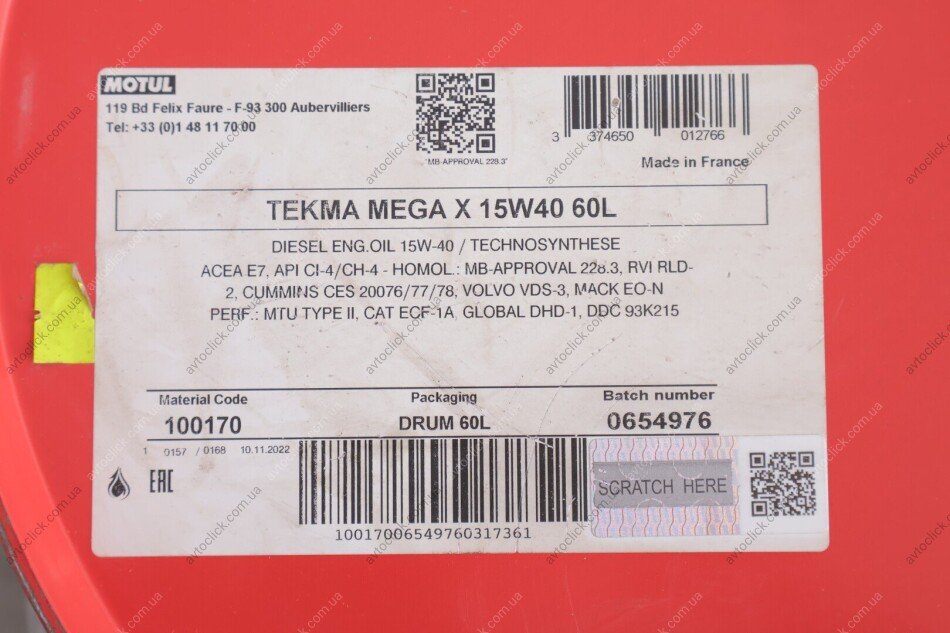 MOTUL
119 Bd Felix Faure - F-93 300 Aubervilliers
Tel: +33 (0)1 48 11 70 00
"MB-APPROVAL 228.3"
3 374650 012766
Made in France
TEKMA MEGA X 15W40 60L
DIESEL ENG.OIL 15W-40 / TECHNOSYNTHESE
ACEA E7, API CI-4/CH-4 - HOMOL.: MB-APPROVAL 228.3, RVI RLD-
2, CUMMINS CES 20076/77/78, VOLVO VDS-3, MACK EO-N
PERF.: MTU TYPE II, CAT ECF-1A, GLOBAL DHD-1, DDC 93K215
Material Code Packaging Batch number
100170 DRUM 60L 0654976
1 0157 / 0168 10.11.2022
EAC
SCRATCH HERE
10017006549760317361
avtoclick.com.ua